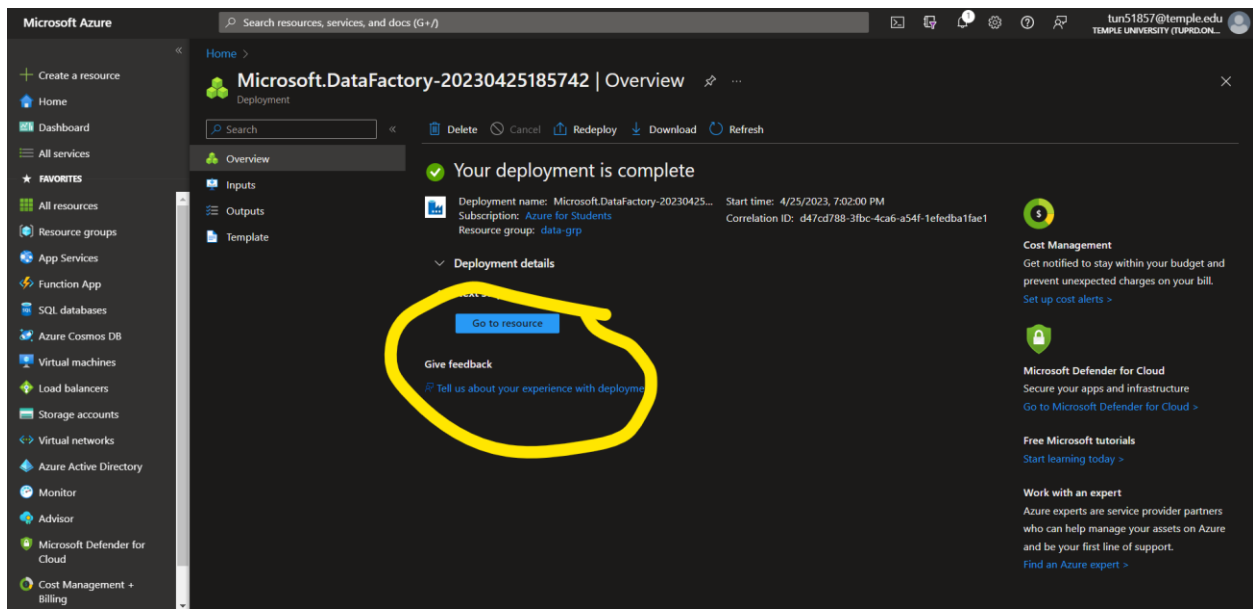 Microsoft Azure
Search resources, services, and docs (G+/)
1
tun51857@temple.edu
TEMPLE UNIVERSITY (TUPRD.ON...
Create a resource
Home
Dashboard
All services
FAVORITES
All resources
Resource groups
App Services
Function App
SQL databases
Azure Cosmos DB
Virtual machines
Load balancers
Storage accounts
Virtual networks
Azure Active Directory
Monitor
Advisor
Microsoft Defender for
Cloud
Cost Management +
Billing
Home >
Microsoft.DataFactory-20230425185742 | Overview
Deployment
Search
Overview
Inputs
Outputs
Template
Delete Cancel Redeploy Download Refresh
Your deployment is complete
Deployment name: Microsoft.DataFactory-20230425...
Subscription: Azure for Students
Resource group: data-grp
Start time: 4/25/2023, 7:02:00 PM
Correlation ID: d47cd788-3fbc-4ca6-a54f-1efedba1fae1
Deployment details
Go to resource
Give feedback
Tell us about your experience with deployme
Cost Management
Get notified to stay within your budget and
prevent unexpected charges on your bill.
Set up cost alerts >
Microsoft Defender for Cloud
Secure your apps and infrastructure
Go to Microsoft Defender for Cloud >
Free Microsoft tutorials
Start learning today >
Work with an expert
Azure experts are service provider partners
who can help manage your assets on Azure
and be your first line of support.
Find an Azure expert >